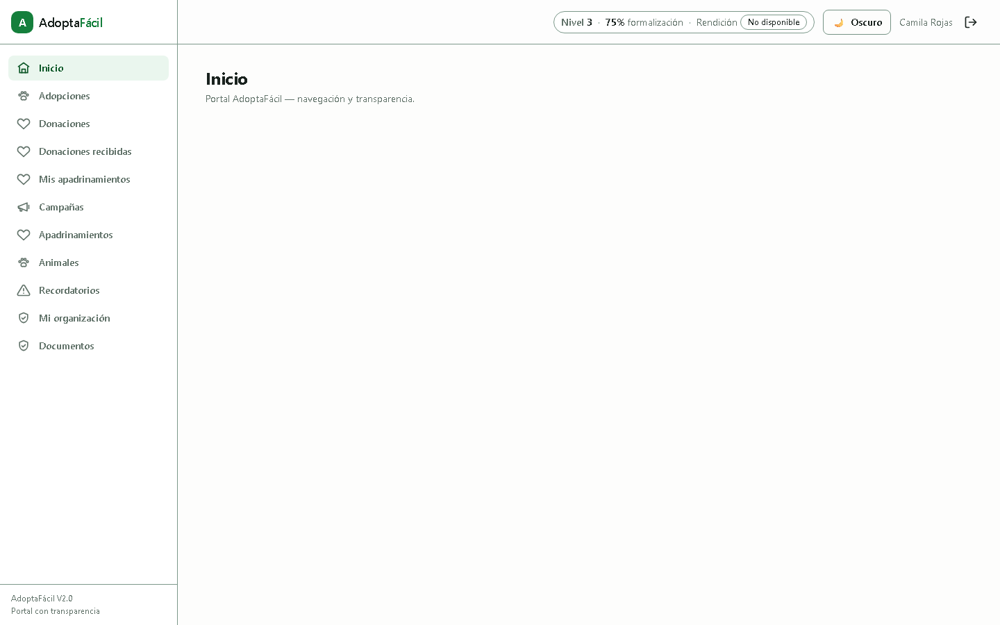 A AdoptaFácil
Nivel 3 · 75% formalización · Rendición No disponible
Oscuro
Camila Rojas
Inicio
Adopciones
Donaciones
Donaciones recibidas
Mis apadrinamientos
Campañas
Apadrinamientos
Animales
Recordatorios
Mi organización
Documentos
AdoptaFácil V2.0
Portal con transparencia
Inicio
Portal AdoptaFácil — navegación y transparencia.